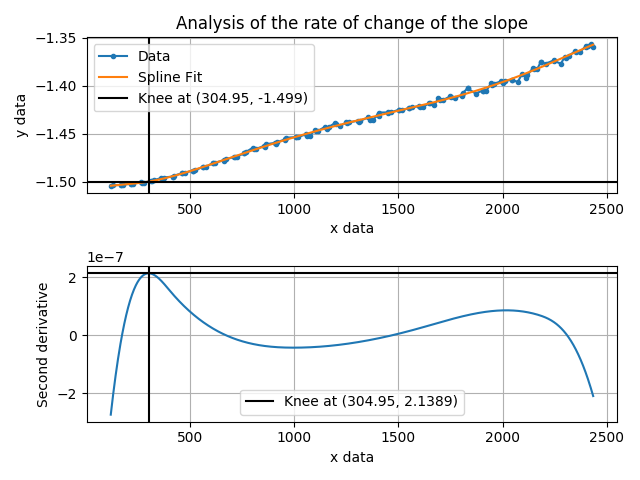 Analysis of the rate of change of the slope
Data
Spline Fit
Knee at (304.95, -1.499)
−1.35
−1.40
−1.45
−1.50
y data
500
1000
1500
2000
2500
x data
1e−7
2
0
−2
Second derivative
Knee at (304.95, 2.1389)
500
1000
1500
2000
2500
x data